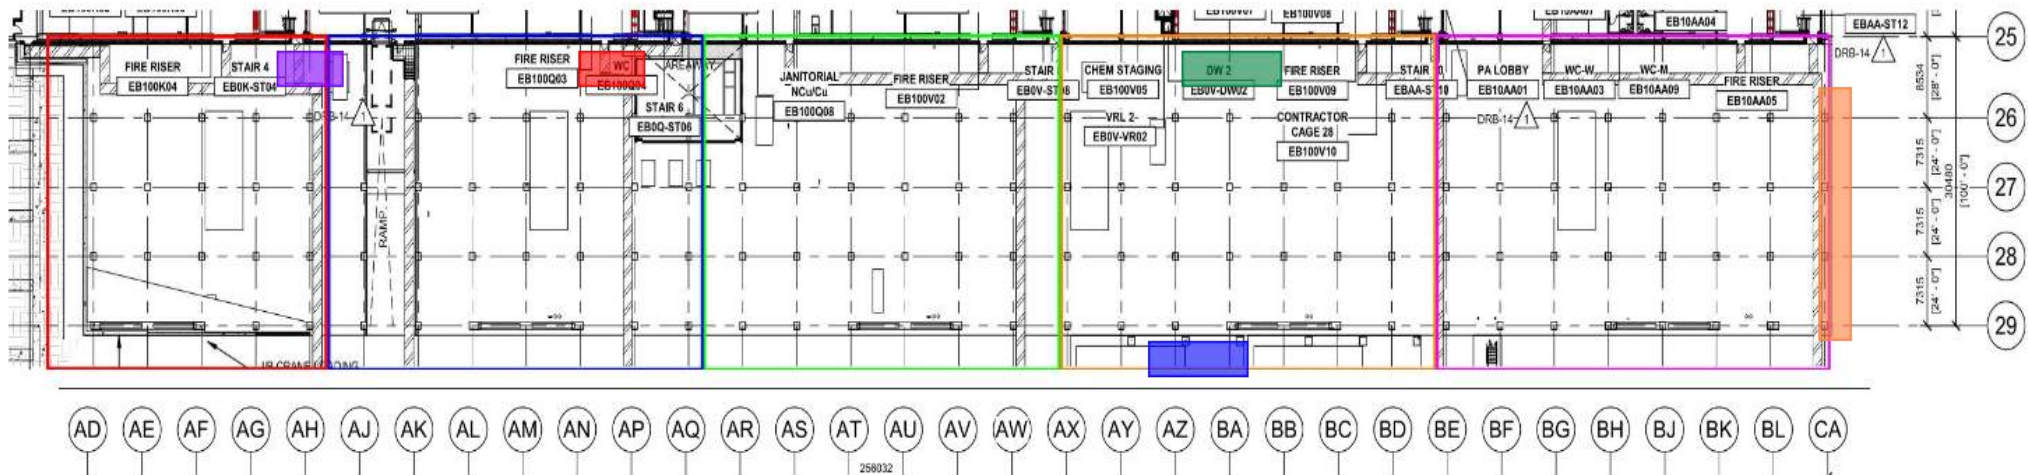 EB100V07
EB100V08
EB10AA07
EB10AA04
EBAA-ST12
25
DRB-14
1
FIRE RISER
EB100K04
STAIR 4
EB0K-ST04
DRB-14
1
FIRE RISER
EB100Q03
WC
EB100Q04
AREAWAY
STAIR 6
EB0Q-ST06
JANITORIAL
NCu/Cu
EB100Q08
FIRE RISER
EB100V02
STAIR
EB0V-ST08
CHEM STAGING
EB100V05
VRL 2
EB0V-VR02
DW 2
EB0V-DW02
FIRE RISER
EB100V09
CONTRACTOR
CAGE 28
EB100V10
STAIR
EBAA-ST10
PA LOBBY
EB10AA01
DRB-14
1
WC-W
EB10AA03
WC-M
EB10AA09
FIRE RISER
EB10AA05
8534
[28' - 0"]
26
7315
[24' - 0"]
27
30480
[100' - 0"]
RAMP
7315
[24' - 0"]
28
7315
[24' - 0"]
29
AD AE AF AG AH AJ AK AL AM AN AP AQ AR AS AT AU AV AW AX AY AZ BA BB BC BD BE BF BG BH BJ BK BL CA
258032